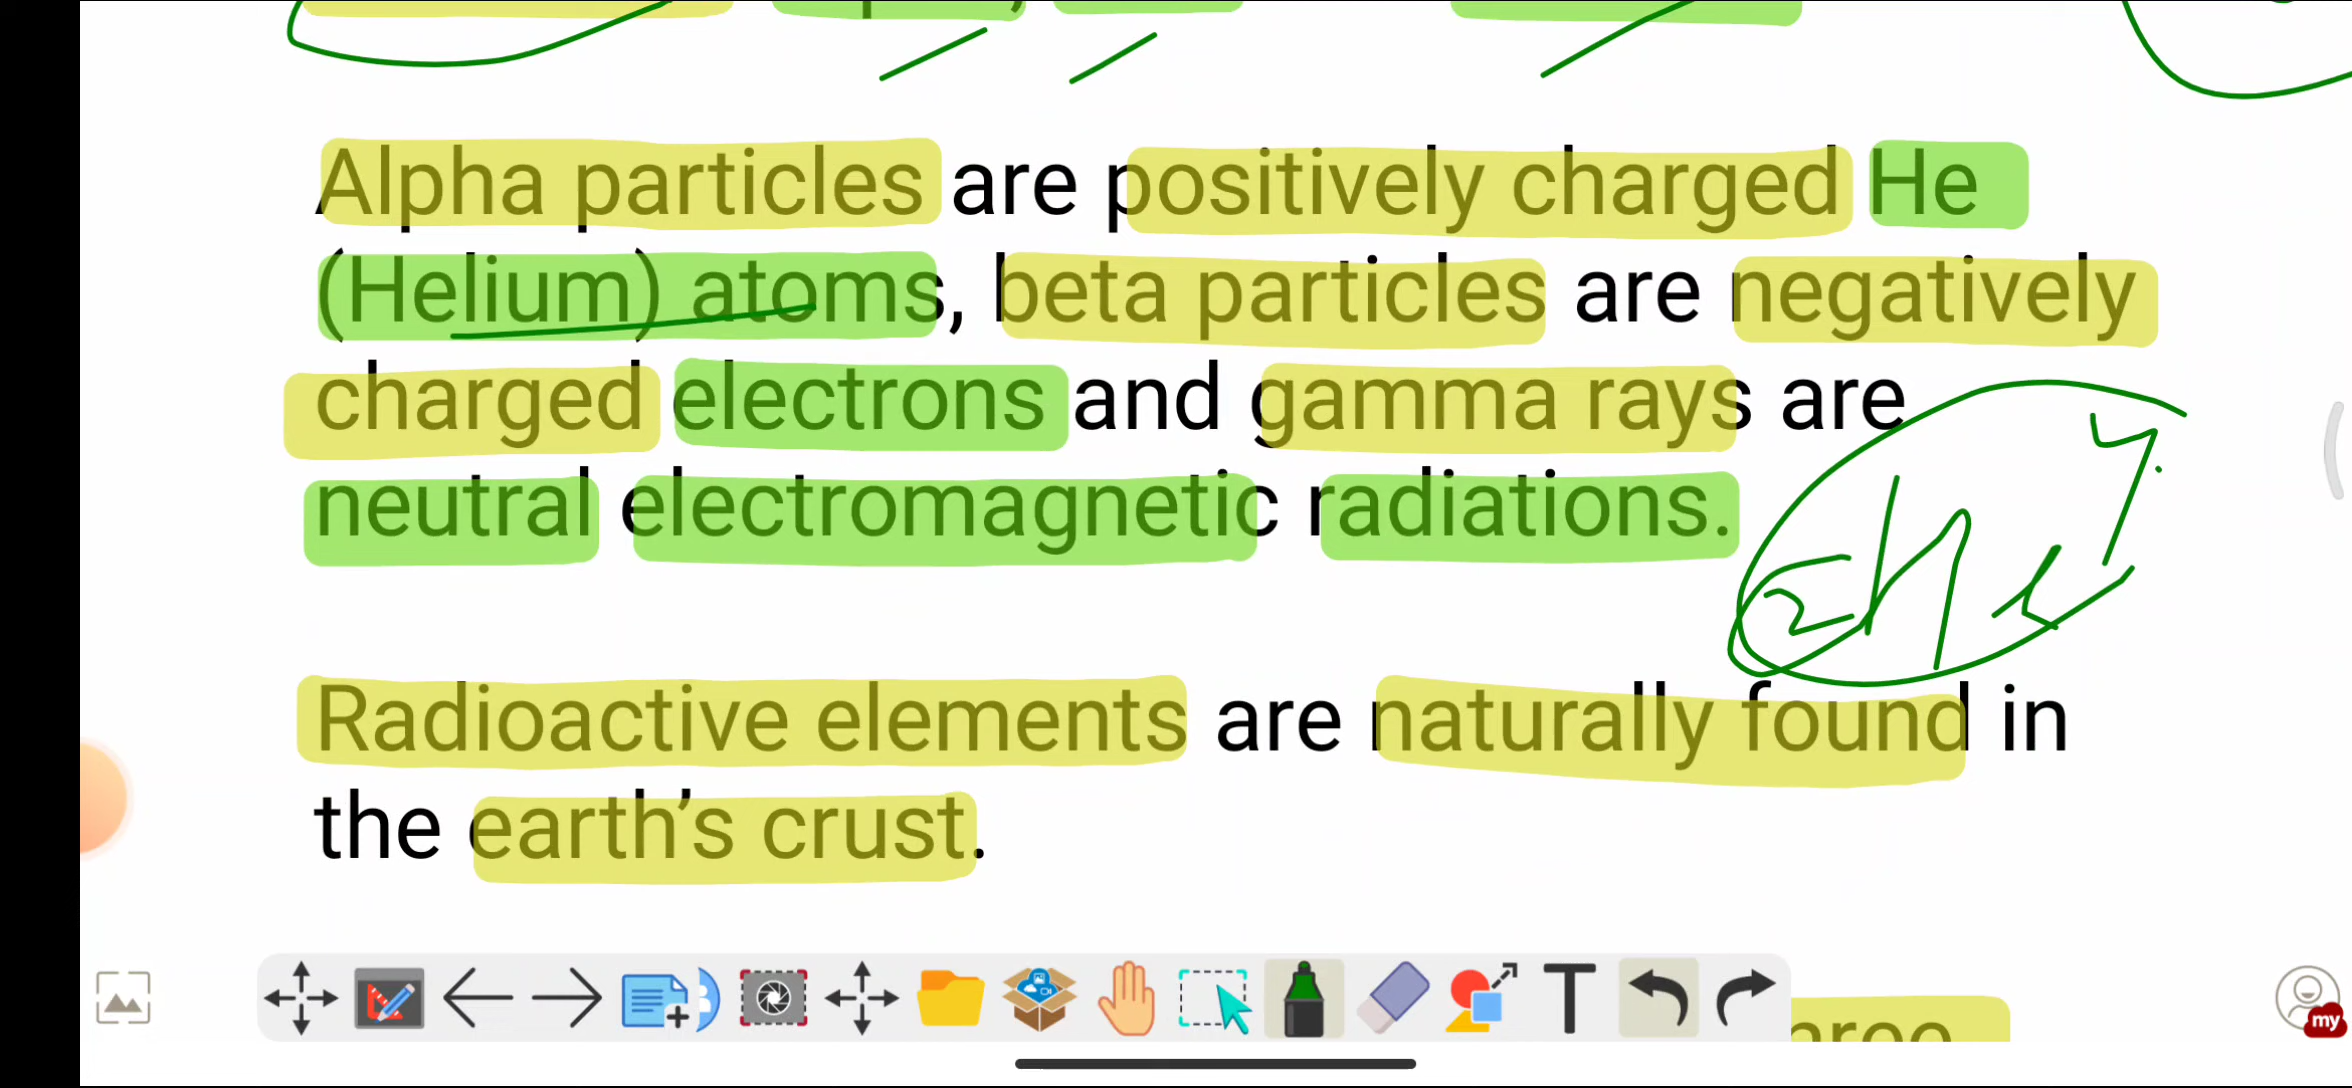 Alpha particles are positively charged He
(Helium) atoms, beta particles are negatively
charged electrons and gamma rays are
neutral electromagnetic radiations.
Radioactive elements are naturally found in
the earth’s crust.
T
my